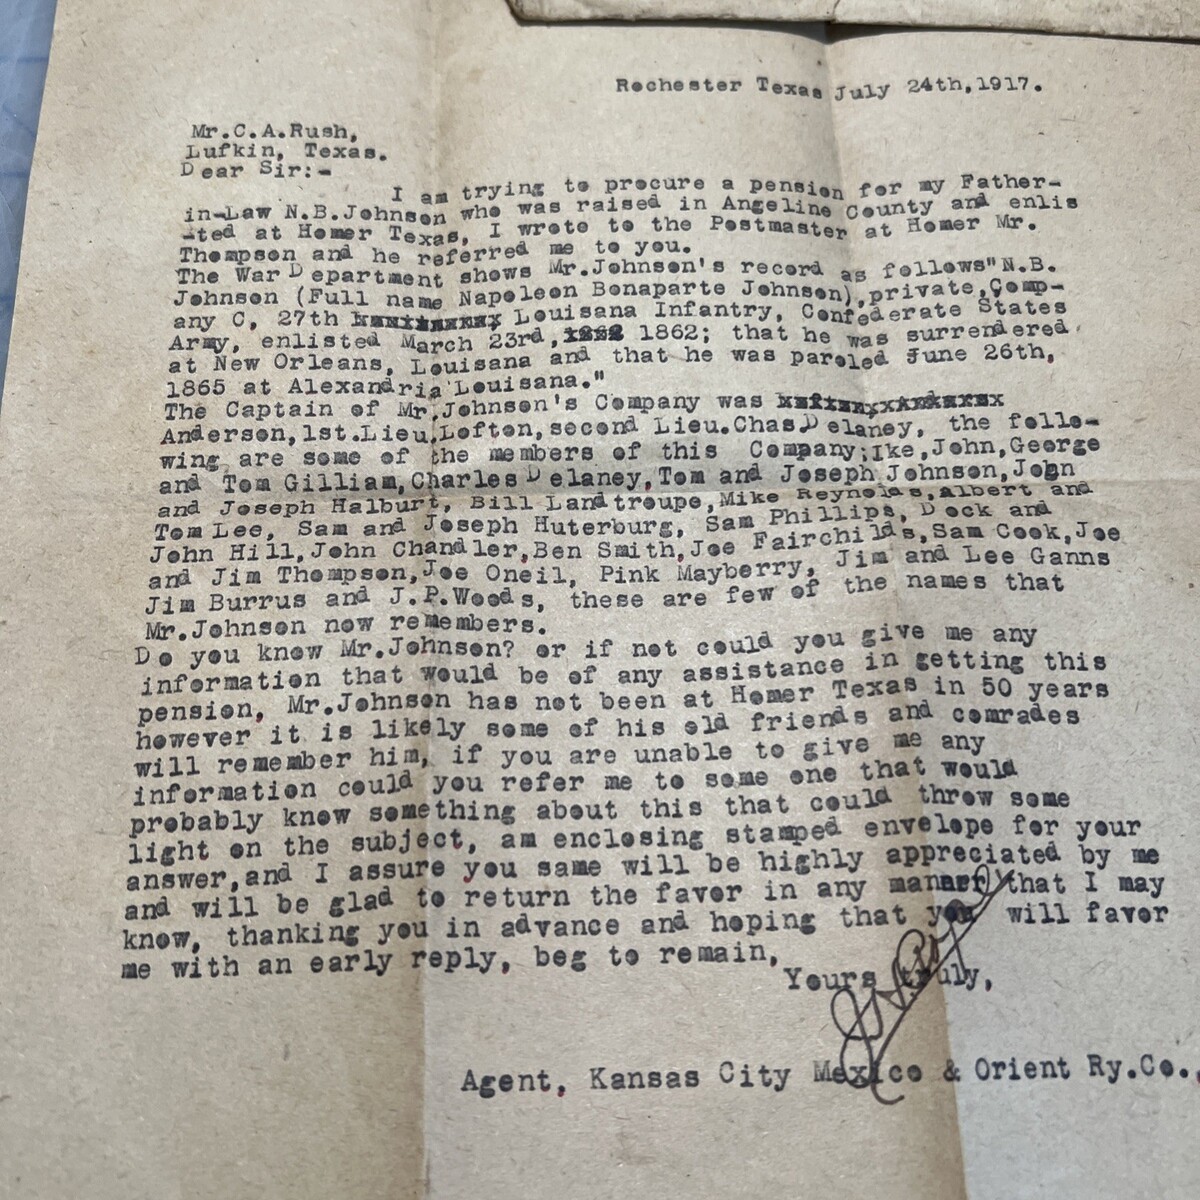 Rochester Texas July 24th,1917.
Mr.C.A.Rush,
Lufkin, Texas.
Dear Sir:-
I am trying to procure a pension for my Father-
in-Law N.B.Johnson who was raised in Angeline County and enlis
-ted at Homer Texas, I wrote to the Postmaster at Homer Mr.
Thompson and he referred me to you.
The War Department shows Mr.Johnson's record as follows"N.B.
Johnson (Full name Napoleon Bonaparte Johnson),private,Comp-
any C, 27th Louisana Infantry, Confederate States
Army, enlisted March 23rd, 1862; that he was surrendered
at New Orleans, Louisana and that he was paroled June 26th,
1865 at Alexandria Louisana."
The Captain of Mr.Johnson's Company was
Anderson,1st.Lieu.Lofton,second Lieu.Chas.Delaney, the follo-
wing are some of the members of this Company;Ike,John,George
and Tom Gilliam,Charles Delaney,Tom and Joseph Johnson,John
and Joseph Halburt, Bill Landtroupe,Mike Reynolds,Albert and
Tom Lee, Sam and Joseph Huterburg, Sam Phillips, Dock and
John Hill,John Chandler,Ben Smith,Joe Fairchilds,Sam Cook,Joe
and Jim Thompson,Joe Oneil, Pink Mayberry, Jim and Lee Ganns
Jim Burrus and J.P.Woods, these are few of the names that
Mr.Johnson now remembers.
Do you know Mr.Johnson? or if not could you give me any
information that would be of any assistance in getting this
pension, Mr.Johnson has not been at Homer Texas in 50 years
however it is likely some of his old friends and comrades
will remember him, if you are unable to give me any
information could you refer me to some one that would
probably know something about this that could throw some
light on the subject, am enclosing stamped envelope for your
answer,and I assure you same will be highly appreciated by me
and will be glad to return the favor in any manner that I may
know, thanking you in advance and hoping that you will favor
me with an early reply, beg to remain,
Yours truly,
Agent, Kansas City Mexico & Orient Ry.Co.,